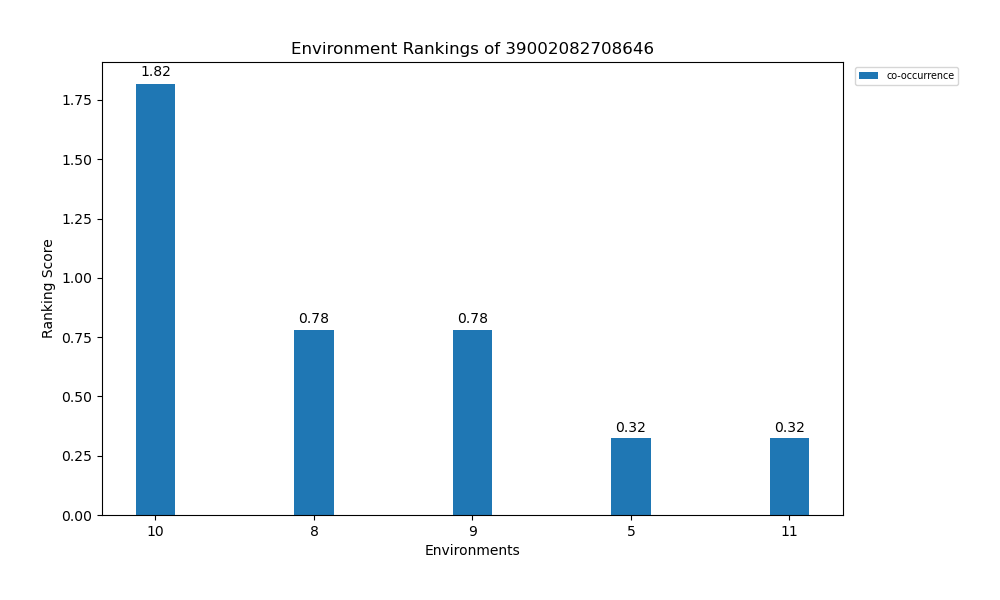 Environment Rankings of 39002082708646
co-occurrence
Ranking Score
1.75
1.50
1.25
1.00
0.75
0.50
0.25
0.00
1.82
0.78
0.78
0.32
0.32
10 8 9 5 11
Environments